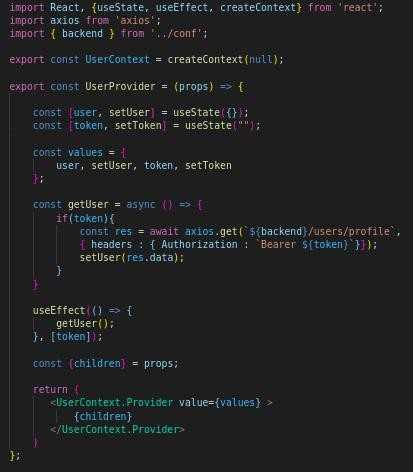 import React, {useState, useEffect, createContext} from 'react';
import axios from 'axios';
import { backend } from '../conf';
export const UserContext = createContext(null);
export const UserProvider = (props) => {
const [user, setUser] = useState({});
const [token, setToken] = useState("");
const values = {
user, setUser, token, setToken
};
const getUser = async () => {
if(token){
const res = await axios.get(`${backend}/users/profile`,
{ headers : { Authorization : `Bearer ${token}`}});
setUser(res.data);
}
}
useEffect(() => {
getUser();
}, [token]);
const {children} = props;
return (
<UserContext.Provider value={values} >
{children}
</UserContext.Provider>
)
};